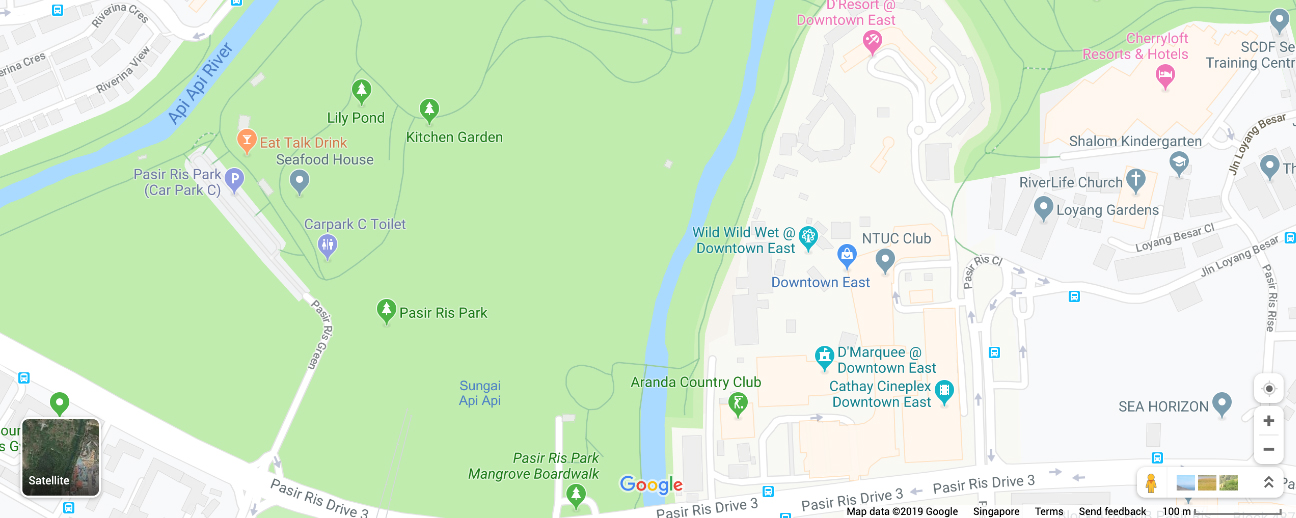 D'Resort @
Downtown East
Riverina Cres
Riverina View
Riverina Cres
Api Api River
Cherryloft
Resorts & Hotels
SCDF Se
Training Centr
Lily Pond
Kitchen Garden
Eat Talk Drink
Seafood House
Pasir Ris Park
(Car Park C)
P
Shalom Kindergarten
Jln Loyang Besar
RiverLife Church
Th
Loyang Gardens
Carpark C Toilet
Wild Wild Wet @
Downtown East
NTUC Club
Loyang Besar Cl
Jln Loyang Besar
Downtown East
Pasir Ris Cl
Pasir Ris Rise
Pasir Ris Park
Pasir Ris Green
D'Marquee @
Downtown East
Sungai
Api Api
Aranda Country Club
Cathay Cineplex
Downtown East
SEA HORIZON
our
s G
Satellite
Pasir Ris Park
Mangrove Boardwalk
Google
Pasir Ris Drive 3
Pasir Ris Drive 3
Pasir Ris Drive 3
Pasir Ris Drive 3
Map data ©2019 Google
Singapore
Terms
Send feedback
100 m